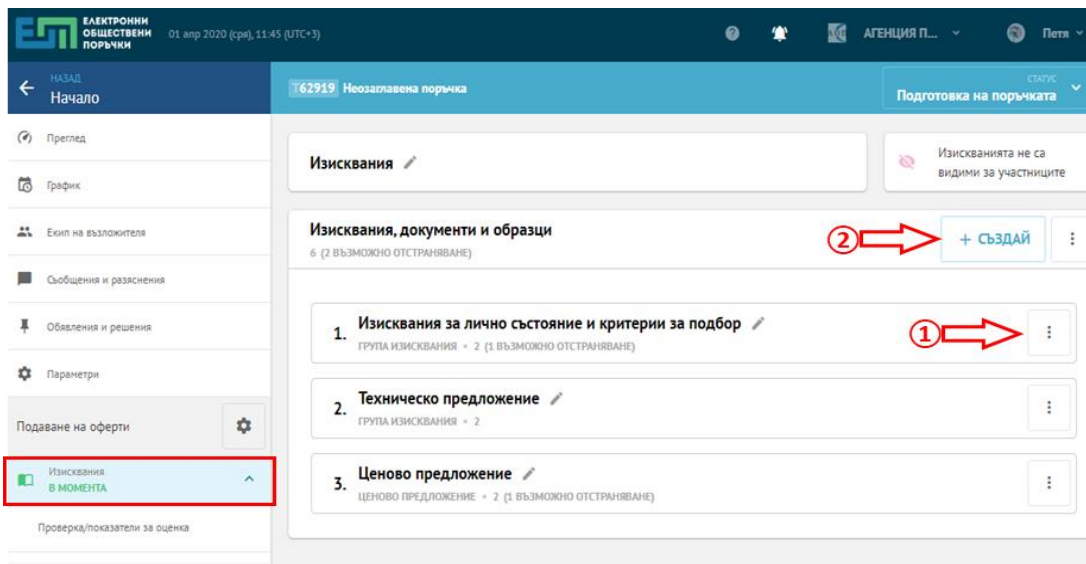 ЕЛЕКТРОННИ
ОБЩЕСТВЕНИ
ПОРЪЧКИ
01 апр 2020 (сря), 11:45 (UTC+3)
АГЕНЦИЯ П...
Петя
НАЗАД
Начало
T62919 Неозаглавена поръчка
СТАТУС
Подготовка на поръчката
Преглед
График
Екип на възложителя
Съобщения и разяснения
Обявления и решения
Параметри
Подаване на оферти
Изисквания
В МОМЕНТА
Проверка/показатели за оценка
Изисквания
Изискванията не са
видими за участниците
Изисквания, документи и образци
6 (2 ВЪЗМОЖНО ОТСТРАНЯВАНЕ)
2
+ СЪЗДАЙ
1. Изисквания за лично състояние и критерии за подбор
ГРУПА ИЗИСКВАНИЯ • 2 (1 ВЪЗМОЖНО ОТСТРАНЯВАНЕ)
1
2. Техническо предложение
ГРУПА ИЗИСКВАНИЯ • 2
3. Ценово предложение
ЦЕНОВО ПРЕДЛОЖЕНИЕ • 2 (1 ВЪЗМОЖНО ОТСТРАНЯВАНЕ)